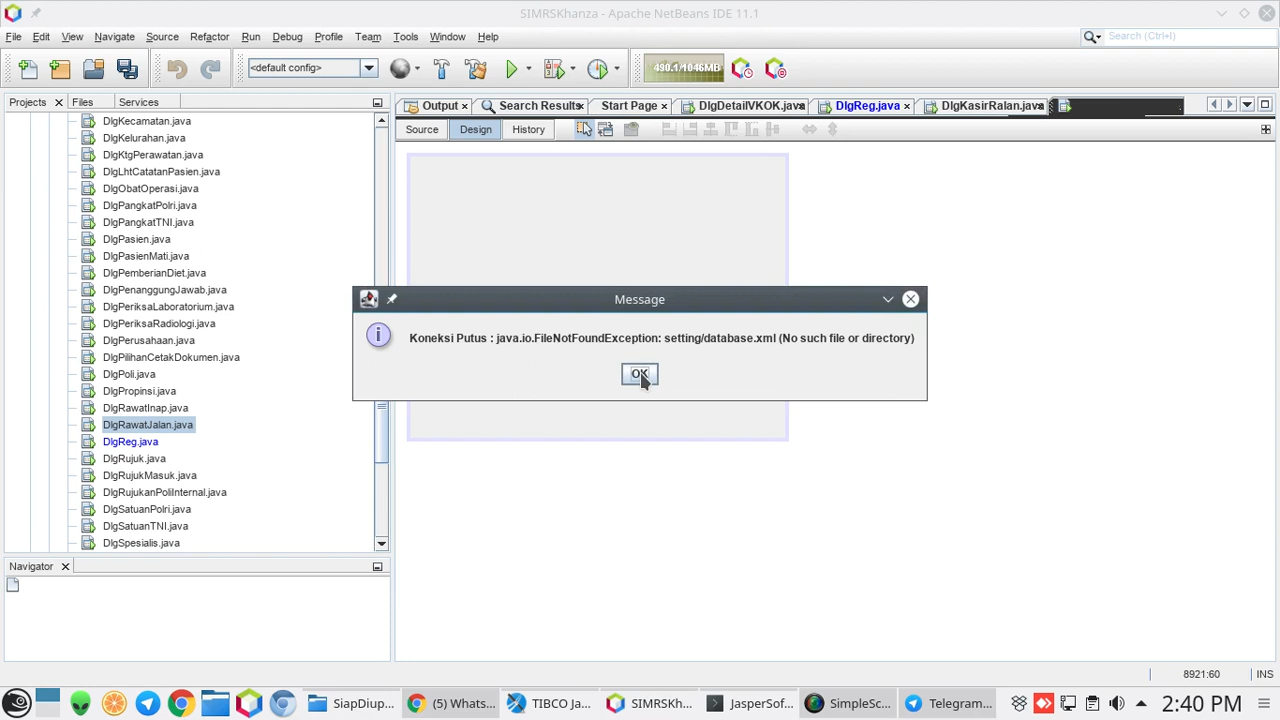 SIMRSKhanza - Apache NetBeans IDE 11.1
File Edit View Navigate Source Refactor Run Debug Profile Team Tools Window Help
Search (Ctrl+I)
<default config>
490.1/1046MB
Projects Files Services
Output Search Results Start Page DlgDetailVKOK.java DlgReg.java DlgKasirRalan.java
Source Design History
DlgKecamatan.java
DlgKelurahan.java
DlgKtgPerawatan.java
DlgLhtCatatanPasien.java
DlgObatOperasi.java
DlgPangkatPolri.java
DlgPangkatTNI.java
DlgPasien.java
DlgPasienMati.java
DlgPemberianDiet.java
DlgPenanggungJawab.java
DlgPeriksaLaboratorium.java
DlgPeriksaRadiologi.java
DlgPerusahaan.java
DlgPilihanCetakDokumen.java
DlgPoli.java
DlgPropinsi.java
DlgRawatInap.java
DlgRawatJalan.java
DlgReg.java
DlgRujuk.java
DlgRujukMasuk.java
DlgRujukanPoliInternal.java
DlgSatuanPolri.java
DlgSatuanTNI.java
DlgSpesialis.java
Message
Koneksi Putus : java.io.FileNotFoundException: setting/database.xml (No such file or directory)
OK
Navigator
8921:60 INS
SiapDiup... (5) Whats... TIBCO Ja... SIMRSKh... JasperSof... SimpleSc... Telegram... 2:40 PM